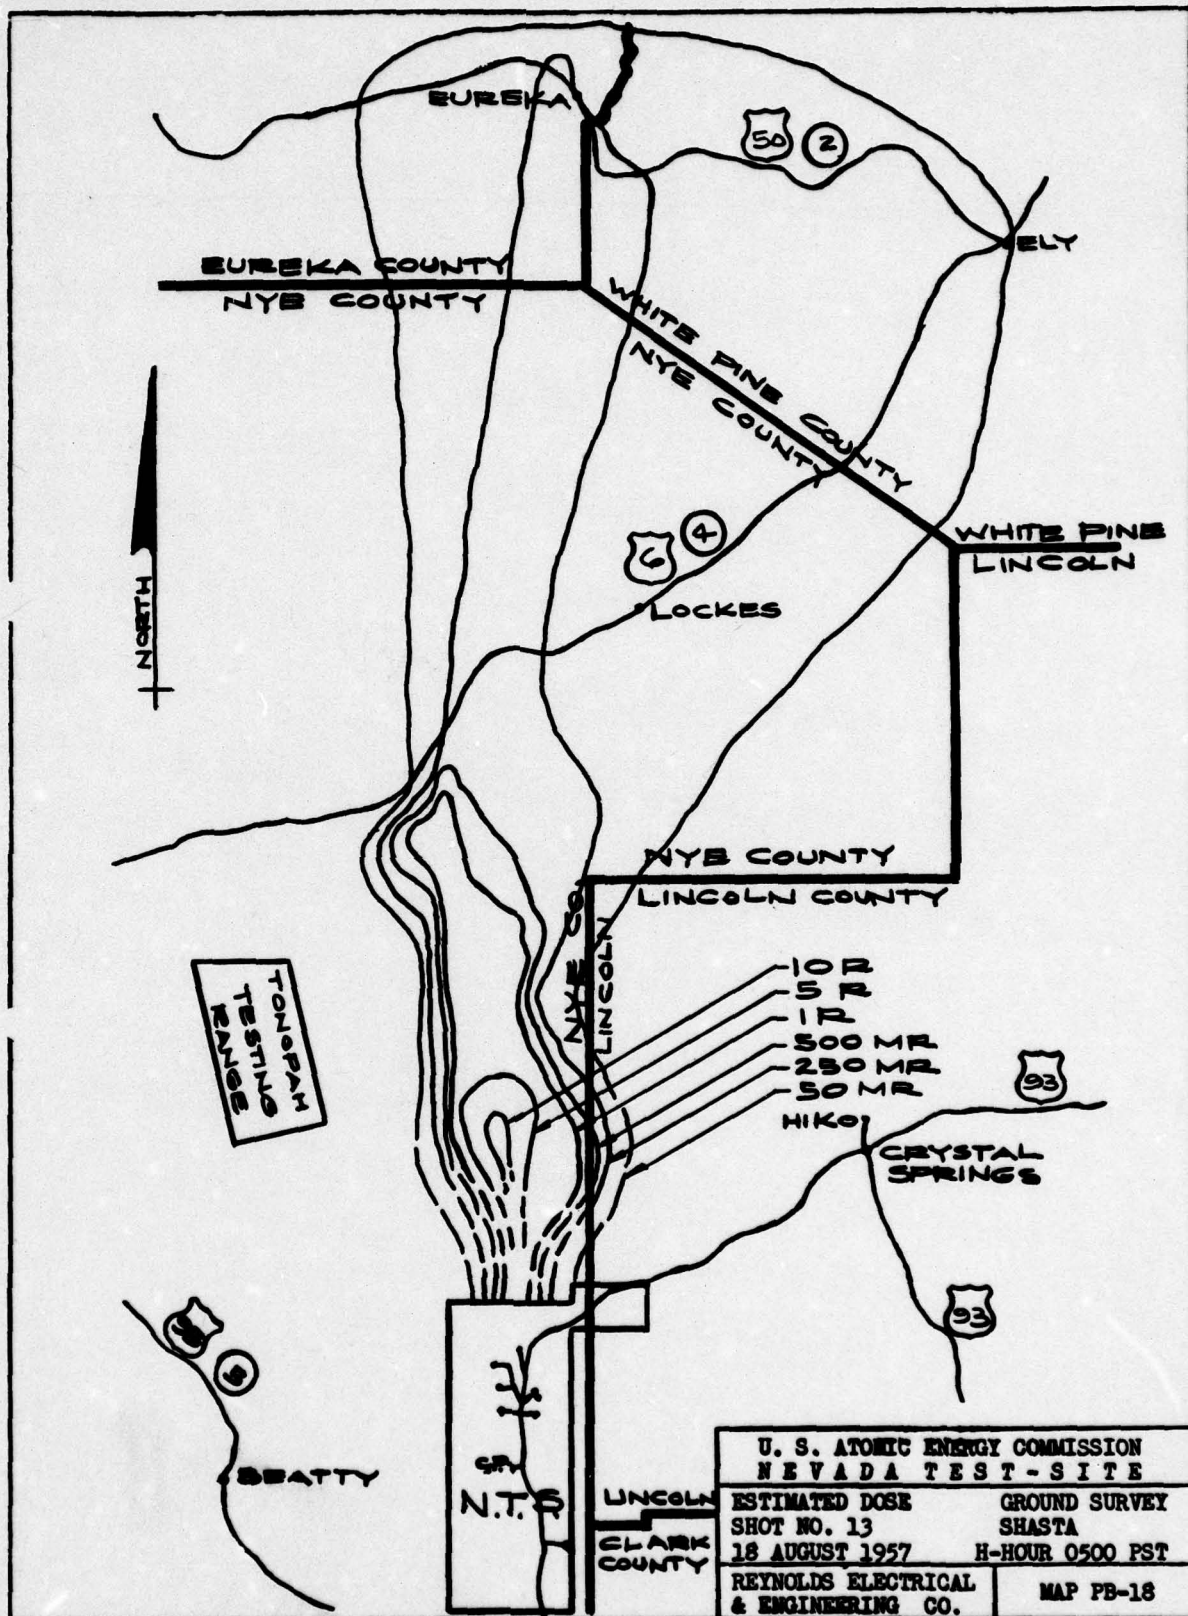 EUREKA
50
2
ELY
EUREKA COUNTY
NYE COUNTY
WHITE PINE COUNTY
NYE COUNTY
6
4
WHITE PINE
LINCOLN
LOCKES
NORTH
NYE COUNTY
LINCOLN COUNTY
NYE CO.
LINCOLN
TONOPAH
TESTING
RANGE
10 R
5 R
1 R
500 MR
250 MR
50 MR
93
HIKO
CRYSTAL
SPRINGS
93
BEATTY
CP
N.T.S
LINCOLN
CLARK
COUNTY
U. S. ATOMIC ENERGY COMMISSION
NEVADA TEST-SITE
ESTIMATED DOSE GROUND SURVEY
SHOT NO. 13 SHASTA
18 AUGUST 1957 H-HOUR 0500 PST
REYNOLDS ELECTRICAL
& ENGINEERING CO.
MAP PB-18